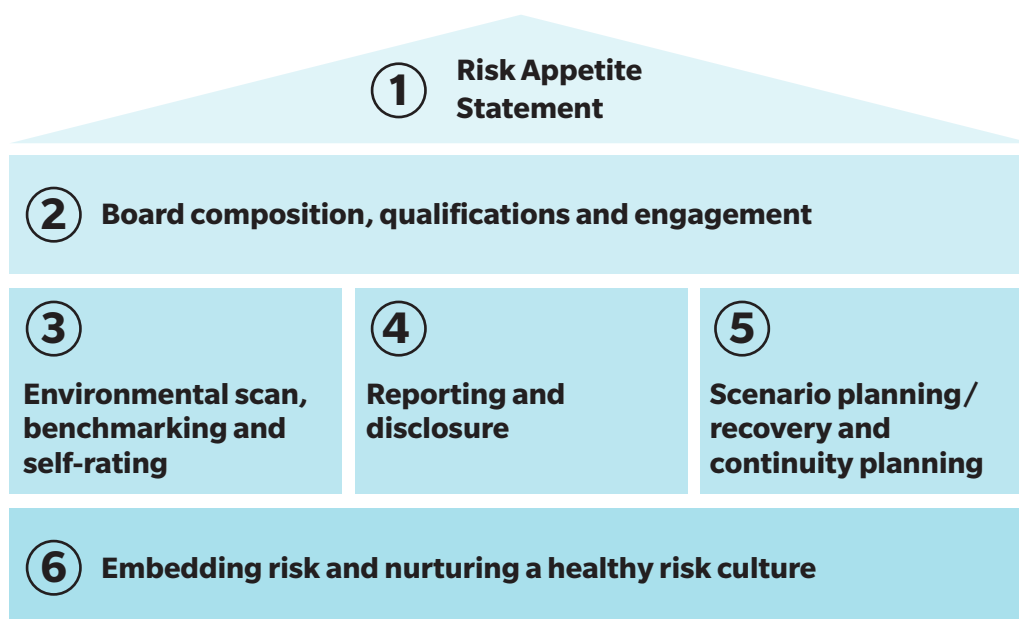 1
Risk Appetite
Statement
2
Board composition, qualifications and engagement
3
Environmental scan,
benchmarking and
self-rating
4
Reporting and
disclosure
5
Scenario planning/
recovery and
continuity planning
6
Embedding risk and nurturing a healthy risk culture